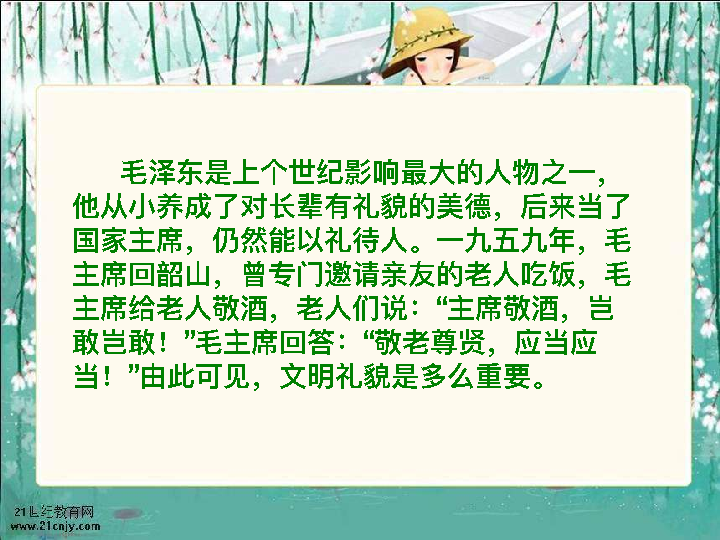 毛泽东是上个世纪影响最大的人物之一，
他从小养成了对长辈有礼貌的美德，后来当了
国家主席，仍然能以礼待人。一九五九年，毛
主席回韶山，曾专门邀请亲友的老人吃饭，毛
主席给老人敬酒，老人们说：“主席敬酒，岂
敢岂敢！”毛主席回答：“敬老尊贤，应当应
当！”由此可见，文明礼貌是多么重要。
21世纪教育网
www.21cnjy.com